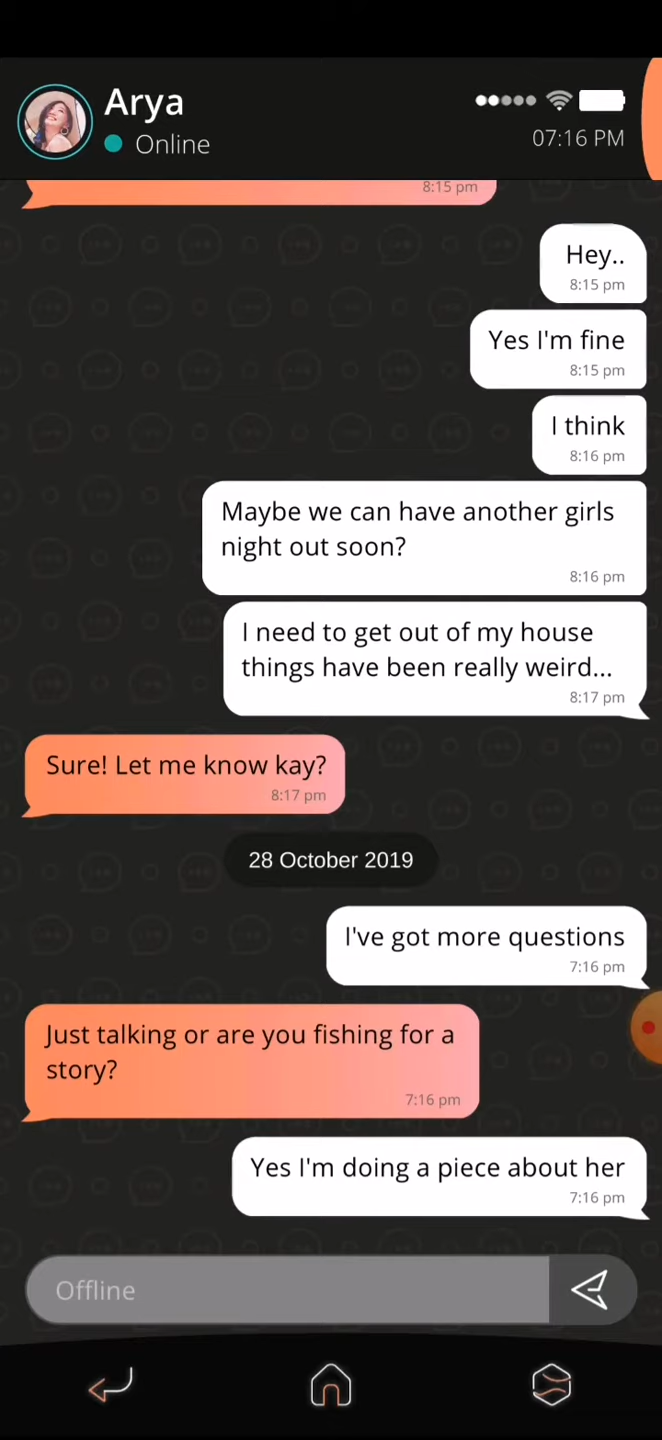 Arya
Online
07:16 PM
8:15 pm
Hey..
8:15 pm
Yes I'm fine
8:15 pm
I think
8:16 pm
Maybe we can have another girls
night out soon?
8:16 pm
I need to get out of my house
things have been really weird...
8:17 pm
Sure! Let me know kay?
8:17 pm
28 October 2019
I've got more questions
7:16 pm
Just talking or are you fishing for a
story?
7:16 pm
Yes I'm doing a piece about her
7:16 pm
Offline